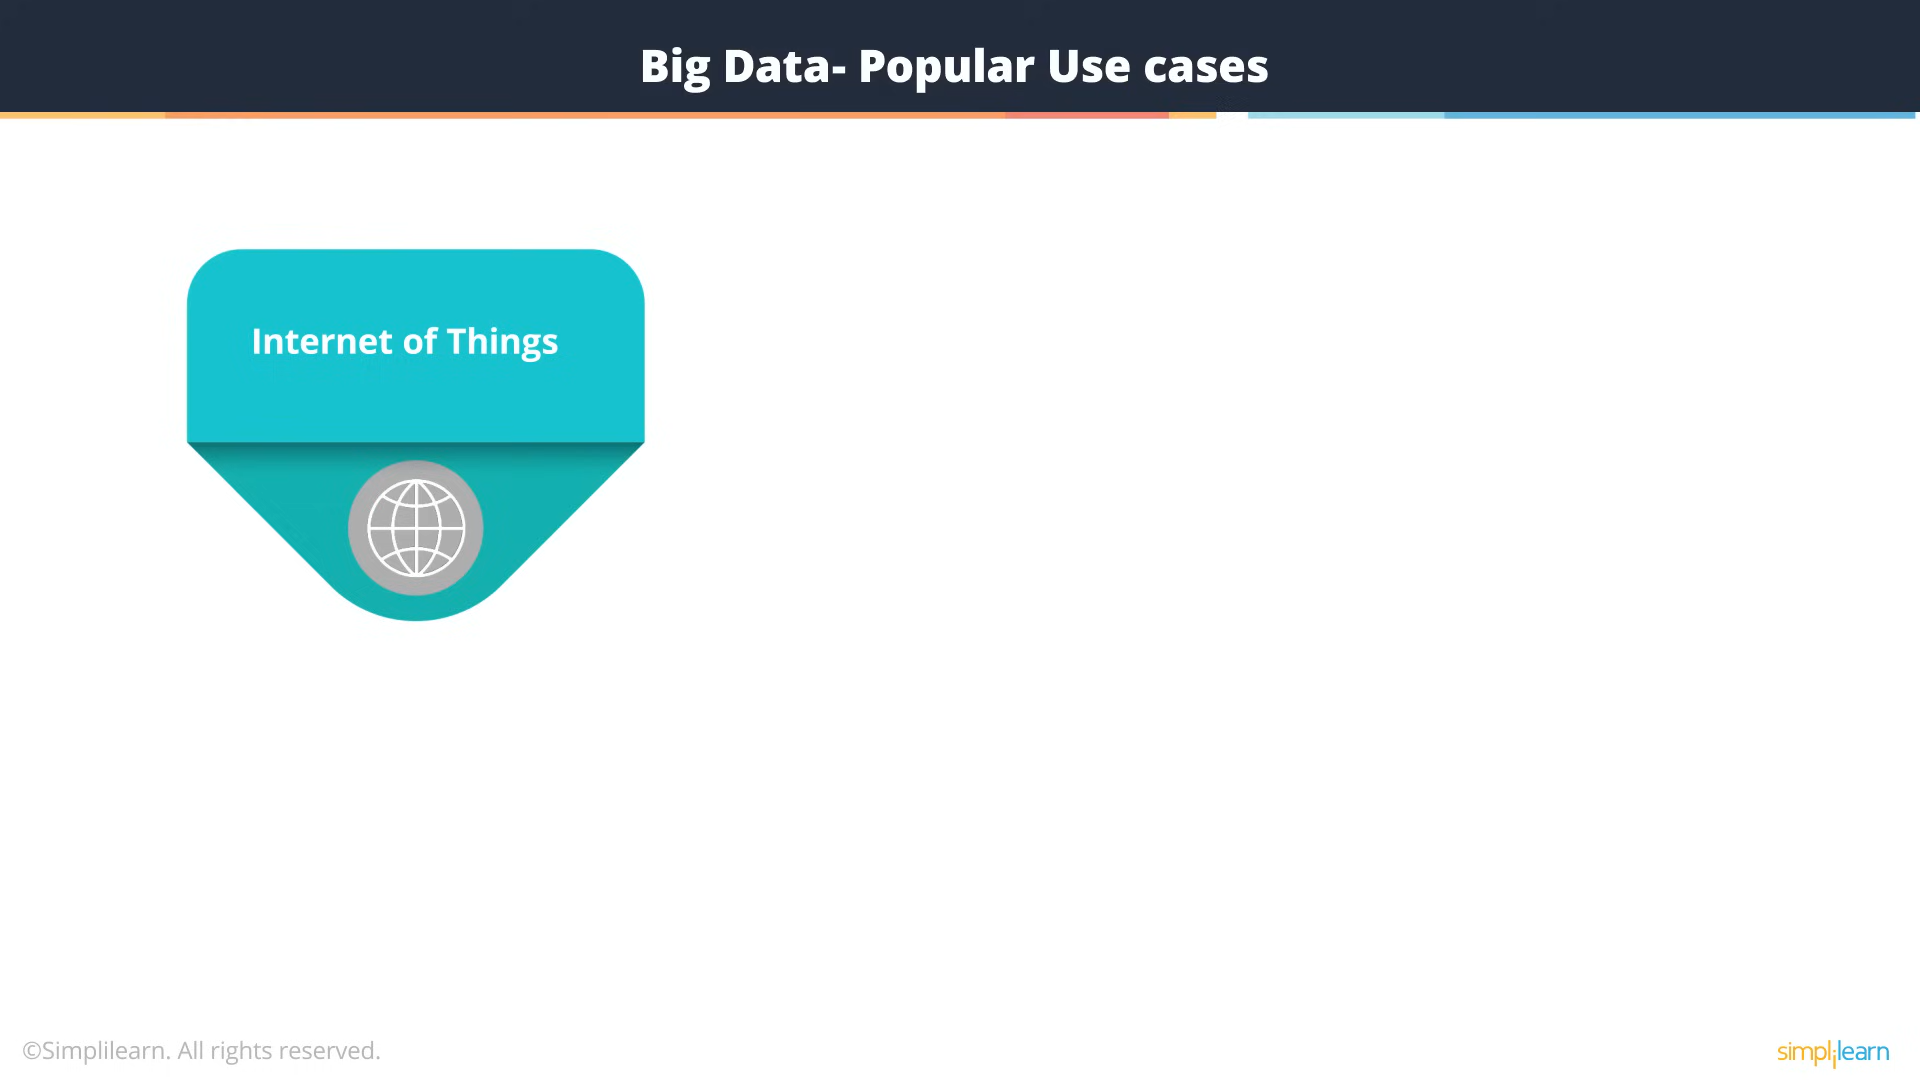 Big Data- Popular Use cases
Internet of Things
©Simplilearn. All rights reserved.
simplilearn